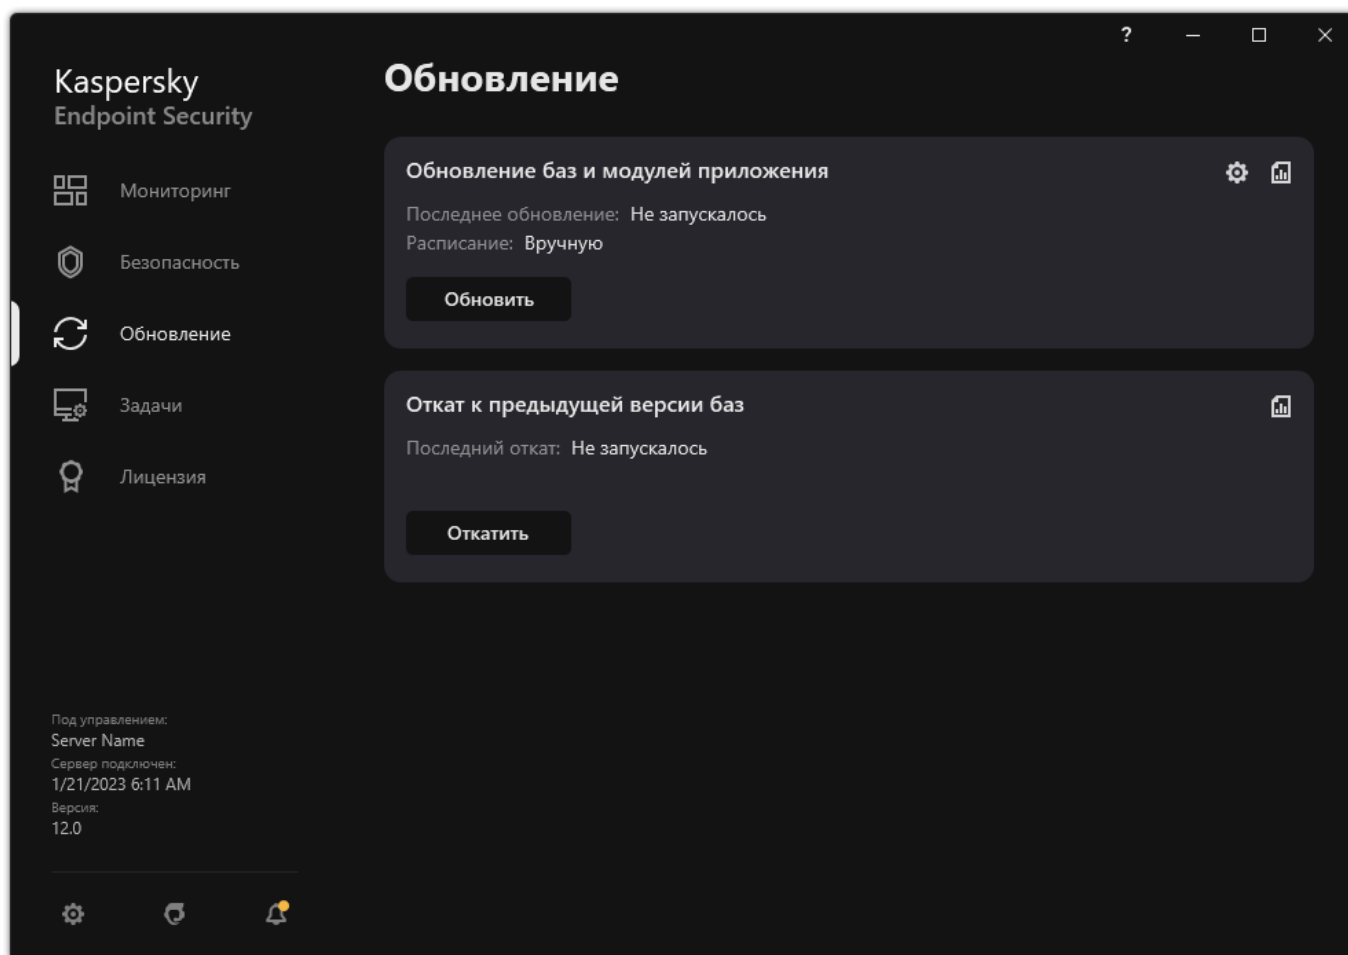 ?
Kaspersky
Endpoint Security
Мониторинг
Безопасность
Обновление
Задачи
Лицензия
Под управлением:
Server Name
Сервер подключен:
1/21/2023 6:11 AM
Версия:
12.0
Обновление
Обновление баз и модулей приложения
Последнее обновление: Не запускалось
Расписание: Вручную
Обновить
Откат к предыдущей версии баз
Последний откат: Не запускалось
Откатить